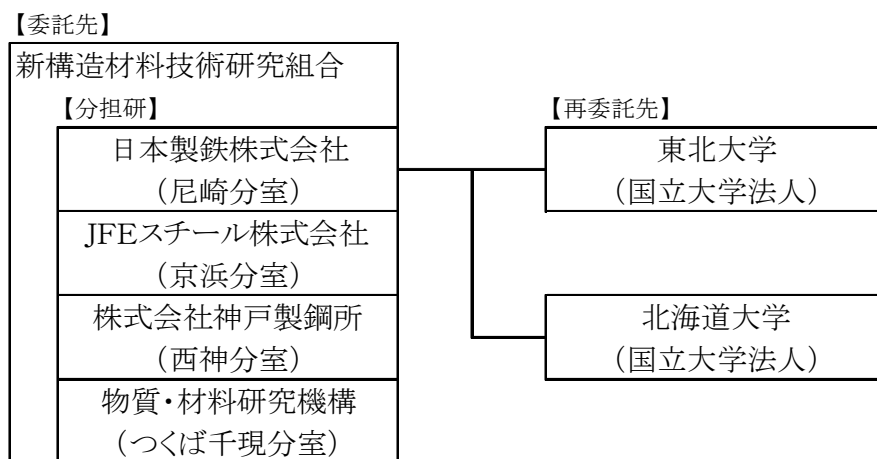 【委託先】
新構造材料技術研究組合
【分担研】
日本製鉄株式会社
（尼崎分室）
JFEスチール株式会社
（京浜分室）
株式会社神戸製鋼所
（西神分室）
物質・材料研究機構
（つくば千現分室）
【再委託先】
東北大学
（国立大学法人）
北海道大学
（国立大学法人）